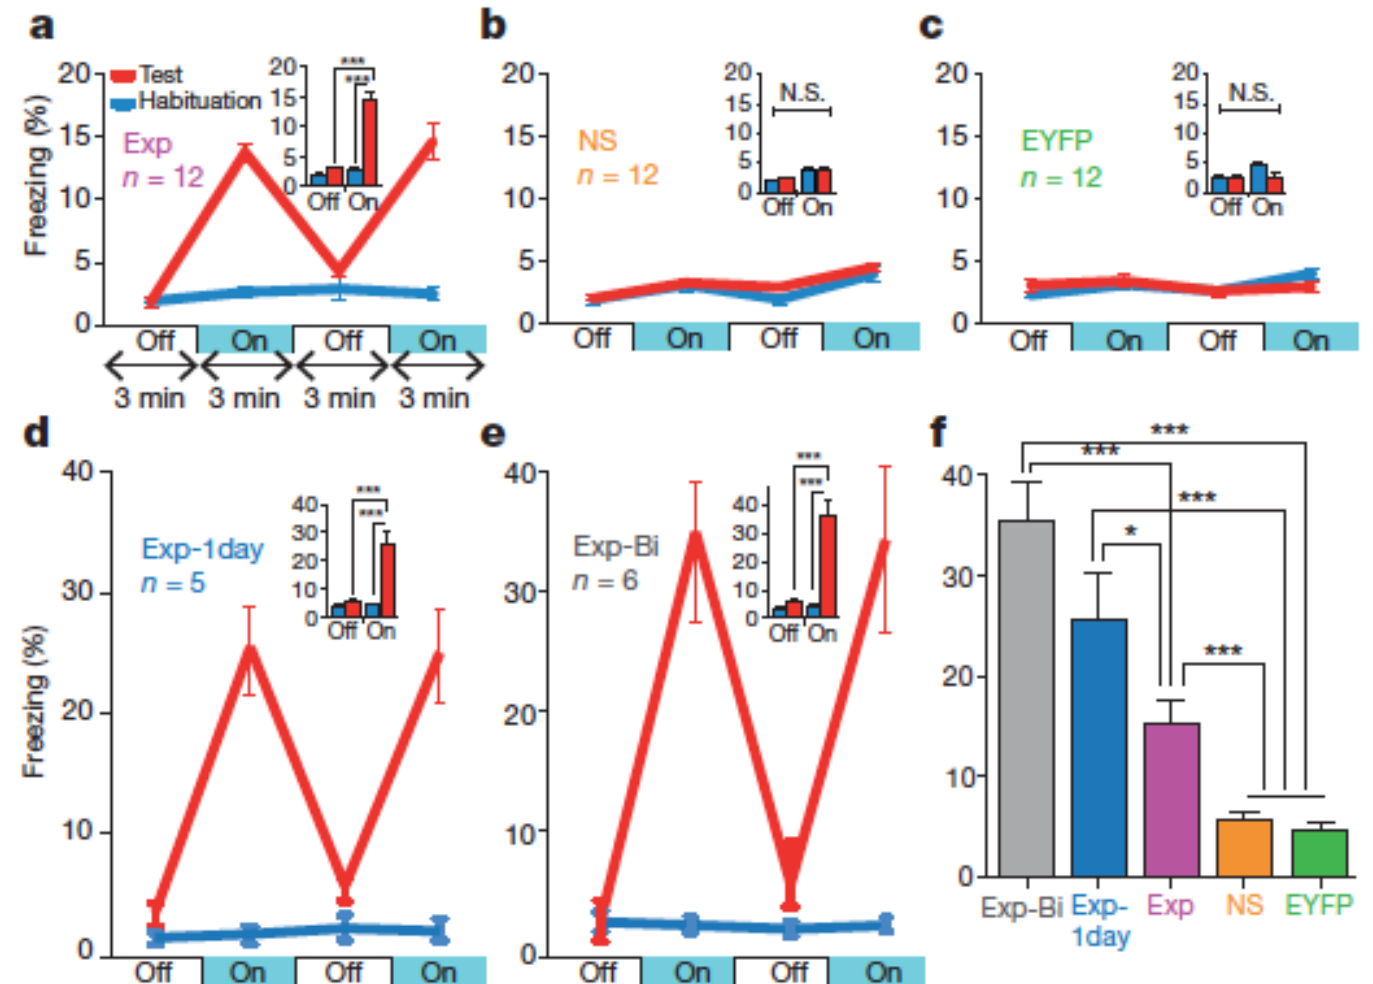 a
Freezing (%)
20
15
10
5
0
Test
Habituation
Exp
n = 12
20
15
10
5
0
***
***
Off On
Off On Off On
3 min 3 min 3 min 3 min
b
20
15
10
5
0
NS
n = 12
20
15
10
5
0
N.S.
Off On
Off On Off On
c
20
15
10
5
0
EYFP
n = 12
20
15
10
5
0
N.S.
Off On
Off On Off On
d
Freezing (%)
40
30
20
10
0
Exp-1day
n = 5
40
30
20
10
0
***
***
Off On
Off On Off On
e
40
30
20
10
0
Exp-Bi
n = 6
40
30
20
10
0
***
***
Off On
Off On Off On
f
40
30
20
10
0
***
***
***
*
***
Exp-Bi Exp- Exp NS EYFP
1day